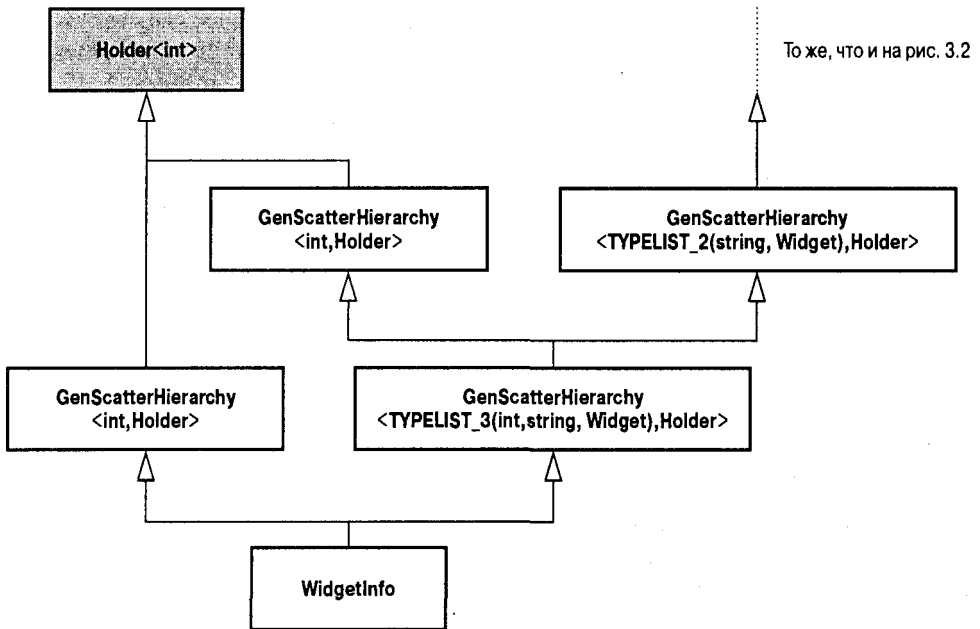 Holder<int>
То же, что и на рис. 3.2
GenScatterHierarchy
<int,Holder>
GenScatterHierarchy
<TYPELIST_2(string, Widget),Holder>
GenScatterHierarchy
<int,Holder>
GenScatterHierarchy
<TYPELIST_3(int,string, Widget),Holder>
WidgetInfo